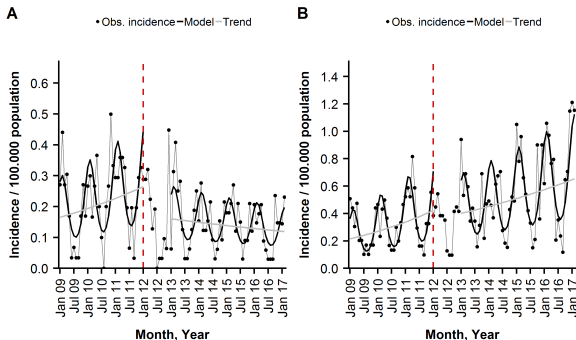 A
Obs. incidence Model Trend
Incidence / 100.000 population
0.6
0.5
0.4
0.3
0.2
0.1
0.0
Jan 09
Jul 09
Jan 10
Jul 10
Jan 11
Jul 11
Jan 12
Jul 12
Jan 13
Jul 13
Jan 14
Jul 14
Jan 15
Jul 15
Jan 16
Jul 16
Jan 17
Month, Year
B
Obs. incidence Model Trend
Incidence / 100.000 population
1.4
1.2
1.0
0.8
0.6
0.4
0.2
0.0
Jan 09
Jul 09
Jan 10
Jul 10
Jan 11
Jul 11
Jan 12
Jul 12
Jan 13
Jul 13
Jan 14
Jul 14
Jan 15
Jul 15
Jan 16
Jul 16
Jan 17
Month, Year